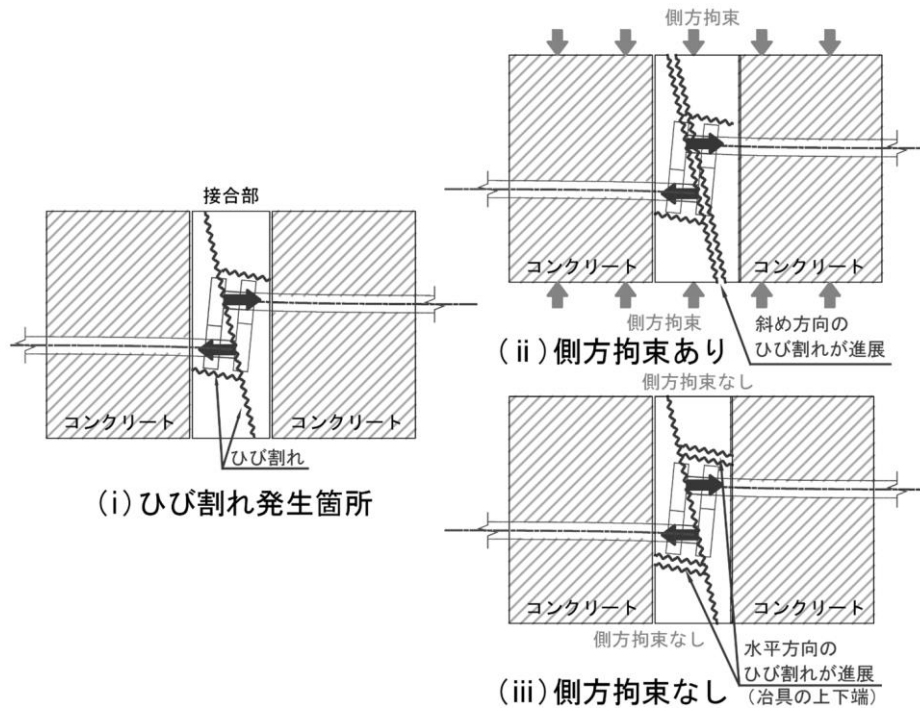 接合部
コンクリート
コンクリート
ひび割れ
(ⅰ)ひび割れ発生箇所
側方拘束
コンクリート
コンクリート
側方拘束
斜め方向の
ひび割れが進展
(ⅱ)側方拘束あり
側方拘束なし
コンクリート
コンクリート
側方拘束なし
水平方向の
ひび割れが進展
(冶具の上下端)
(ⅲ)側方拘束なし